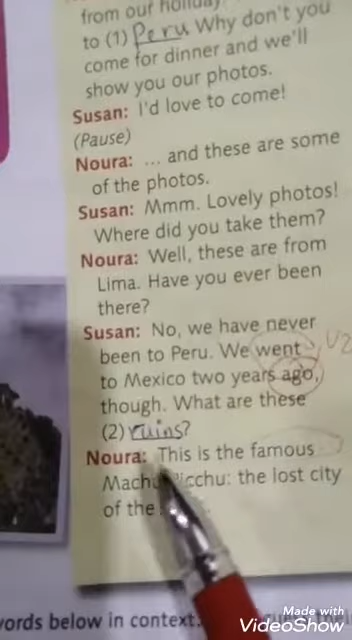 from our holiday
to (1) Peru Why don't you
come for dinner and we'll
show you our photos.
Susan: I'd love to come!
(Pause)
Noura: ... and these are some
of the photos.
Susan: Mmm. Lovely photos!
Where did you take them?
Noura: Well, these are from
Lima. Have you ever been
there?
Susan: No, we have never
been to Peru. We went V2
to Mexico two years ago,
though. What are these
(2) ruins?
Noura: This is the famous
Machu Picchu: the lost city
of the
words below in context.
Made with
VideoShow